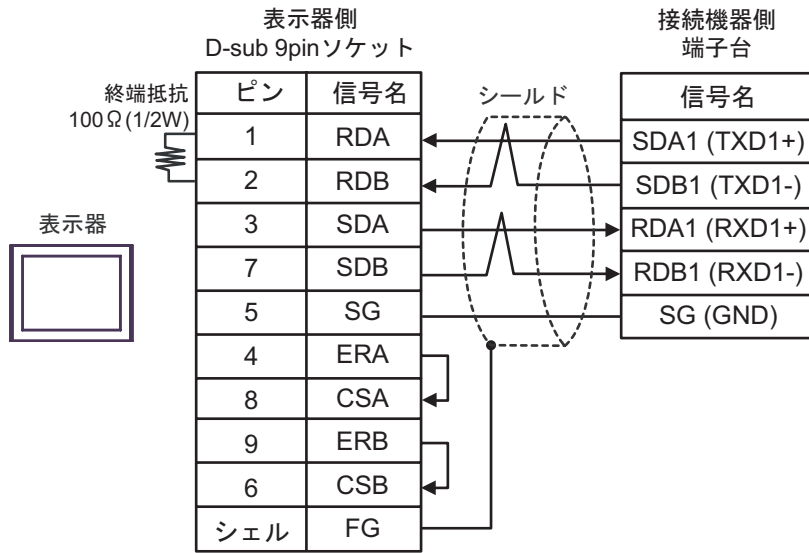 表示器側
D-sub 9pinソケット
接続機器側
端子台
終端抵抗
100Ω(1/2W)
シールド
表示器
ピン 信号名
1 RDA
2 RDB
3 SDA
7 SDB
5 SG
4 ERA
8 CSA
9 ERB
6 CSB
シェル FG
信号名
SDA1 (TXD1+)
SDB1 (TXD1-)
RDA1 (RXD1+)
RDB1 (RXD1-)
SG (GND)